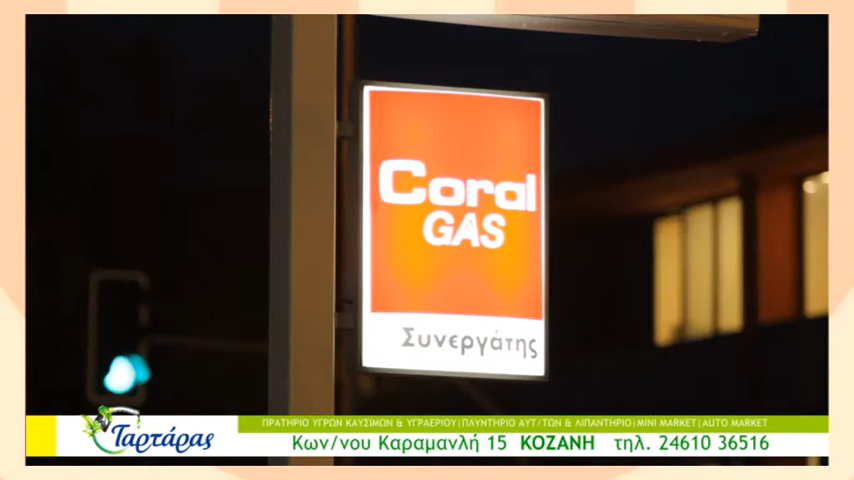 Coral
GAS
Συνεργάτης
Ταρτάρας
ΠΡΑΤΗΡΙΟ ΥΓΡΩΝ ΚΑΥΣΙΜΩΝ & ΥΓΡΑΕΡΙΟΥ|ΠΛΥΝΤΗΡΙΟ ΑΥΤ/ΤΩΝ & ΛΙΠΑΝΤΗΡΙΟ|MINI MARKET|AUTO MARKET
Κων/νου Καραμανλή 15 ΚΟΖΑΝΗ τηλ. 24610 36516